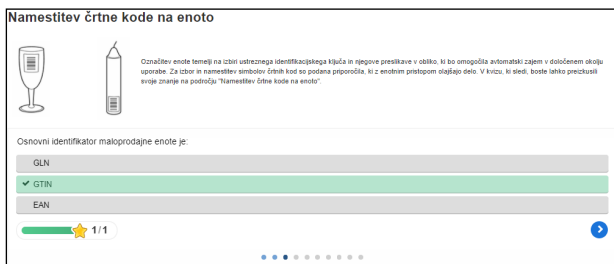 Namestitev črtne kode na enoto
Označitev enote temelji na izbiri ustreznega identifikacijskega ključa in njegove preslikave v obliko, ki bo omogočila avtomatski zajem v določenem okolju
uporabe. Za izbor in namestitev simbolov črtnih kod so podana priporočila, ki z enotnim pristopom olajšajo delo. V kvizu, ki sledi, boste lahko preizkusili
svoje znanje na področju "Namestitev črtne kode na enoto".
Osnovni identifikator maloprodajne enote je:
GLN
GTIN
EAN
1/1